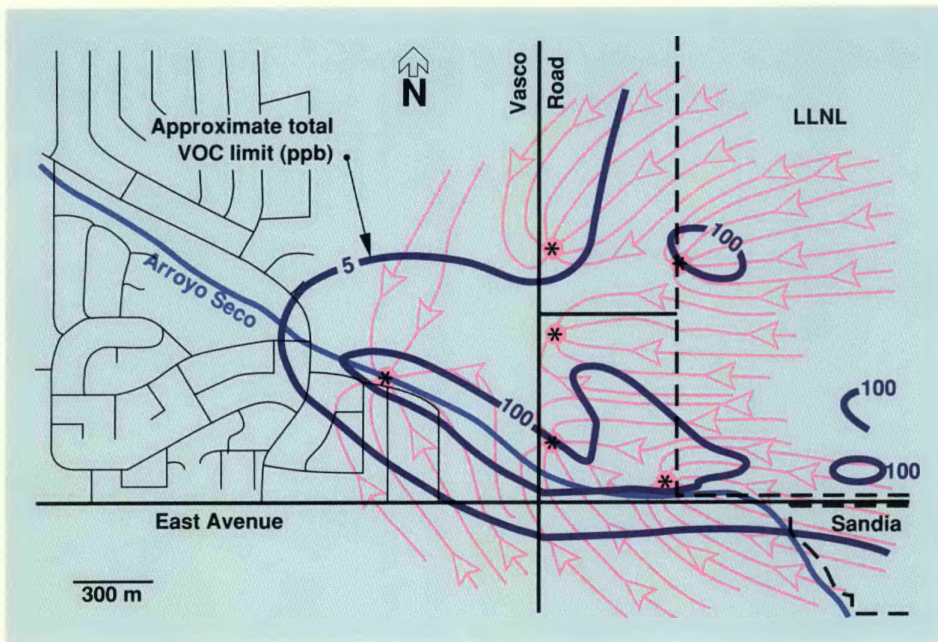 N
Vasco
Road
LLNL
Approximate total
VOC limit (ppb)
5
100
Arroyo Seco
100
100
100
East Avenue
Sandia
300 m